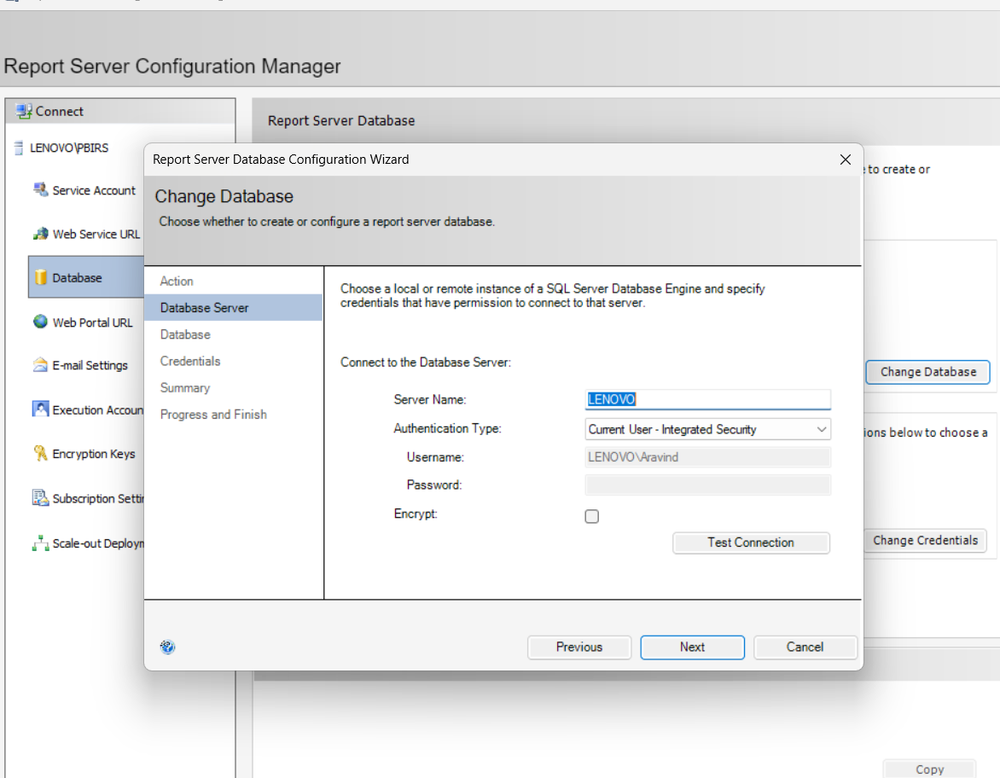 Report Server Configuration Manager
Connect
Report Server Database
LENOVO\PBIRS
Service Account
Web Service URL
Database
Web Portal URL
E-mail Settings
Execution Accoun
Encryption Keys
Subscription Settin
Scale-out Deploym
Report Server Database Configuration Wizard
Change Database
Choose whether to create or configure a report server database.
Action
Database Server
Database
Credentials
Summary
Progress and Finish
Choose a local or remote instance of a SQL Server Database Engine and specify
credentials that have permission to connect to that server.
Connect to the Database Server:
Server Name:
LENOVO
Authentication Type:
Current User - Integrated Security
Username:
LENOVO\Aravind
Password:
Encrypt:
Test Connection
Previous
Next
Cancel
to create or
Change Database
ions below to choose a
Change Credentials
Copy